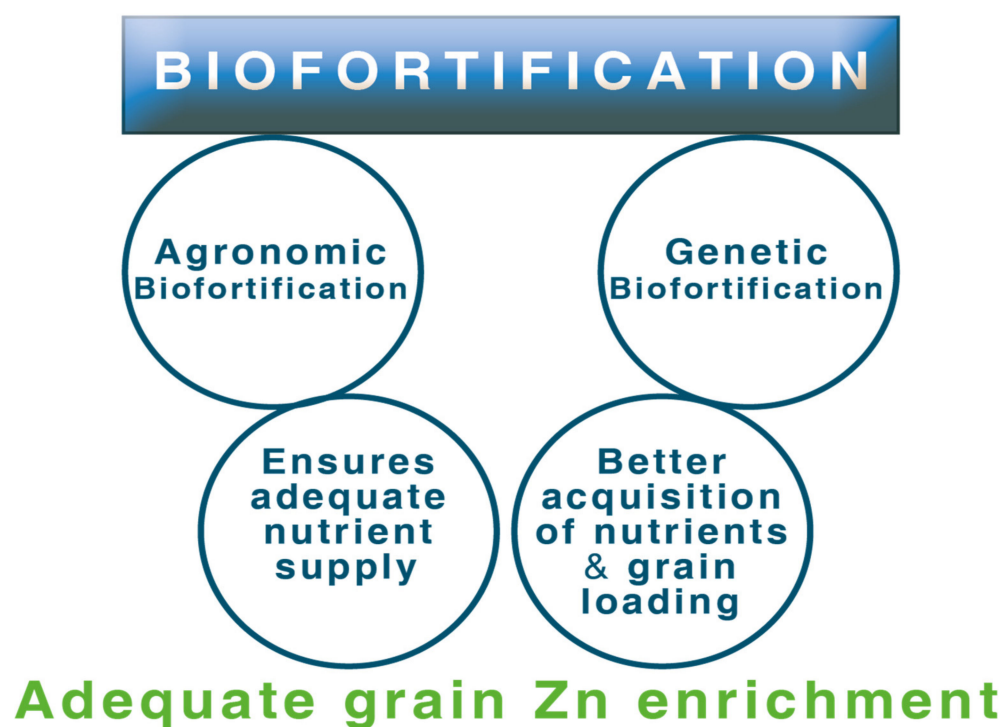 BIOFORTIFICATION
Agronomic
Biofortification
Genetic
Biofortification
Ensures
adequate
nutrient
supply
Better
acquisition
of nutrients
& grain
loading
Adequate grain Zn enrichment